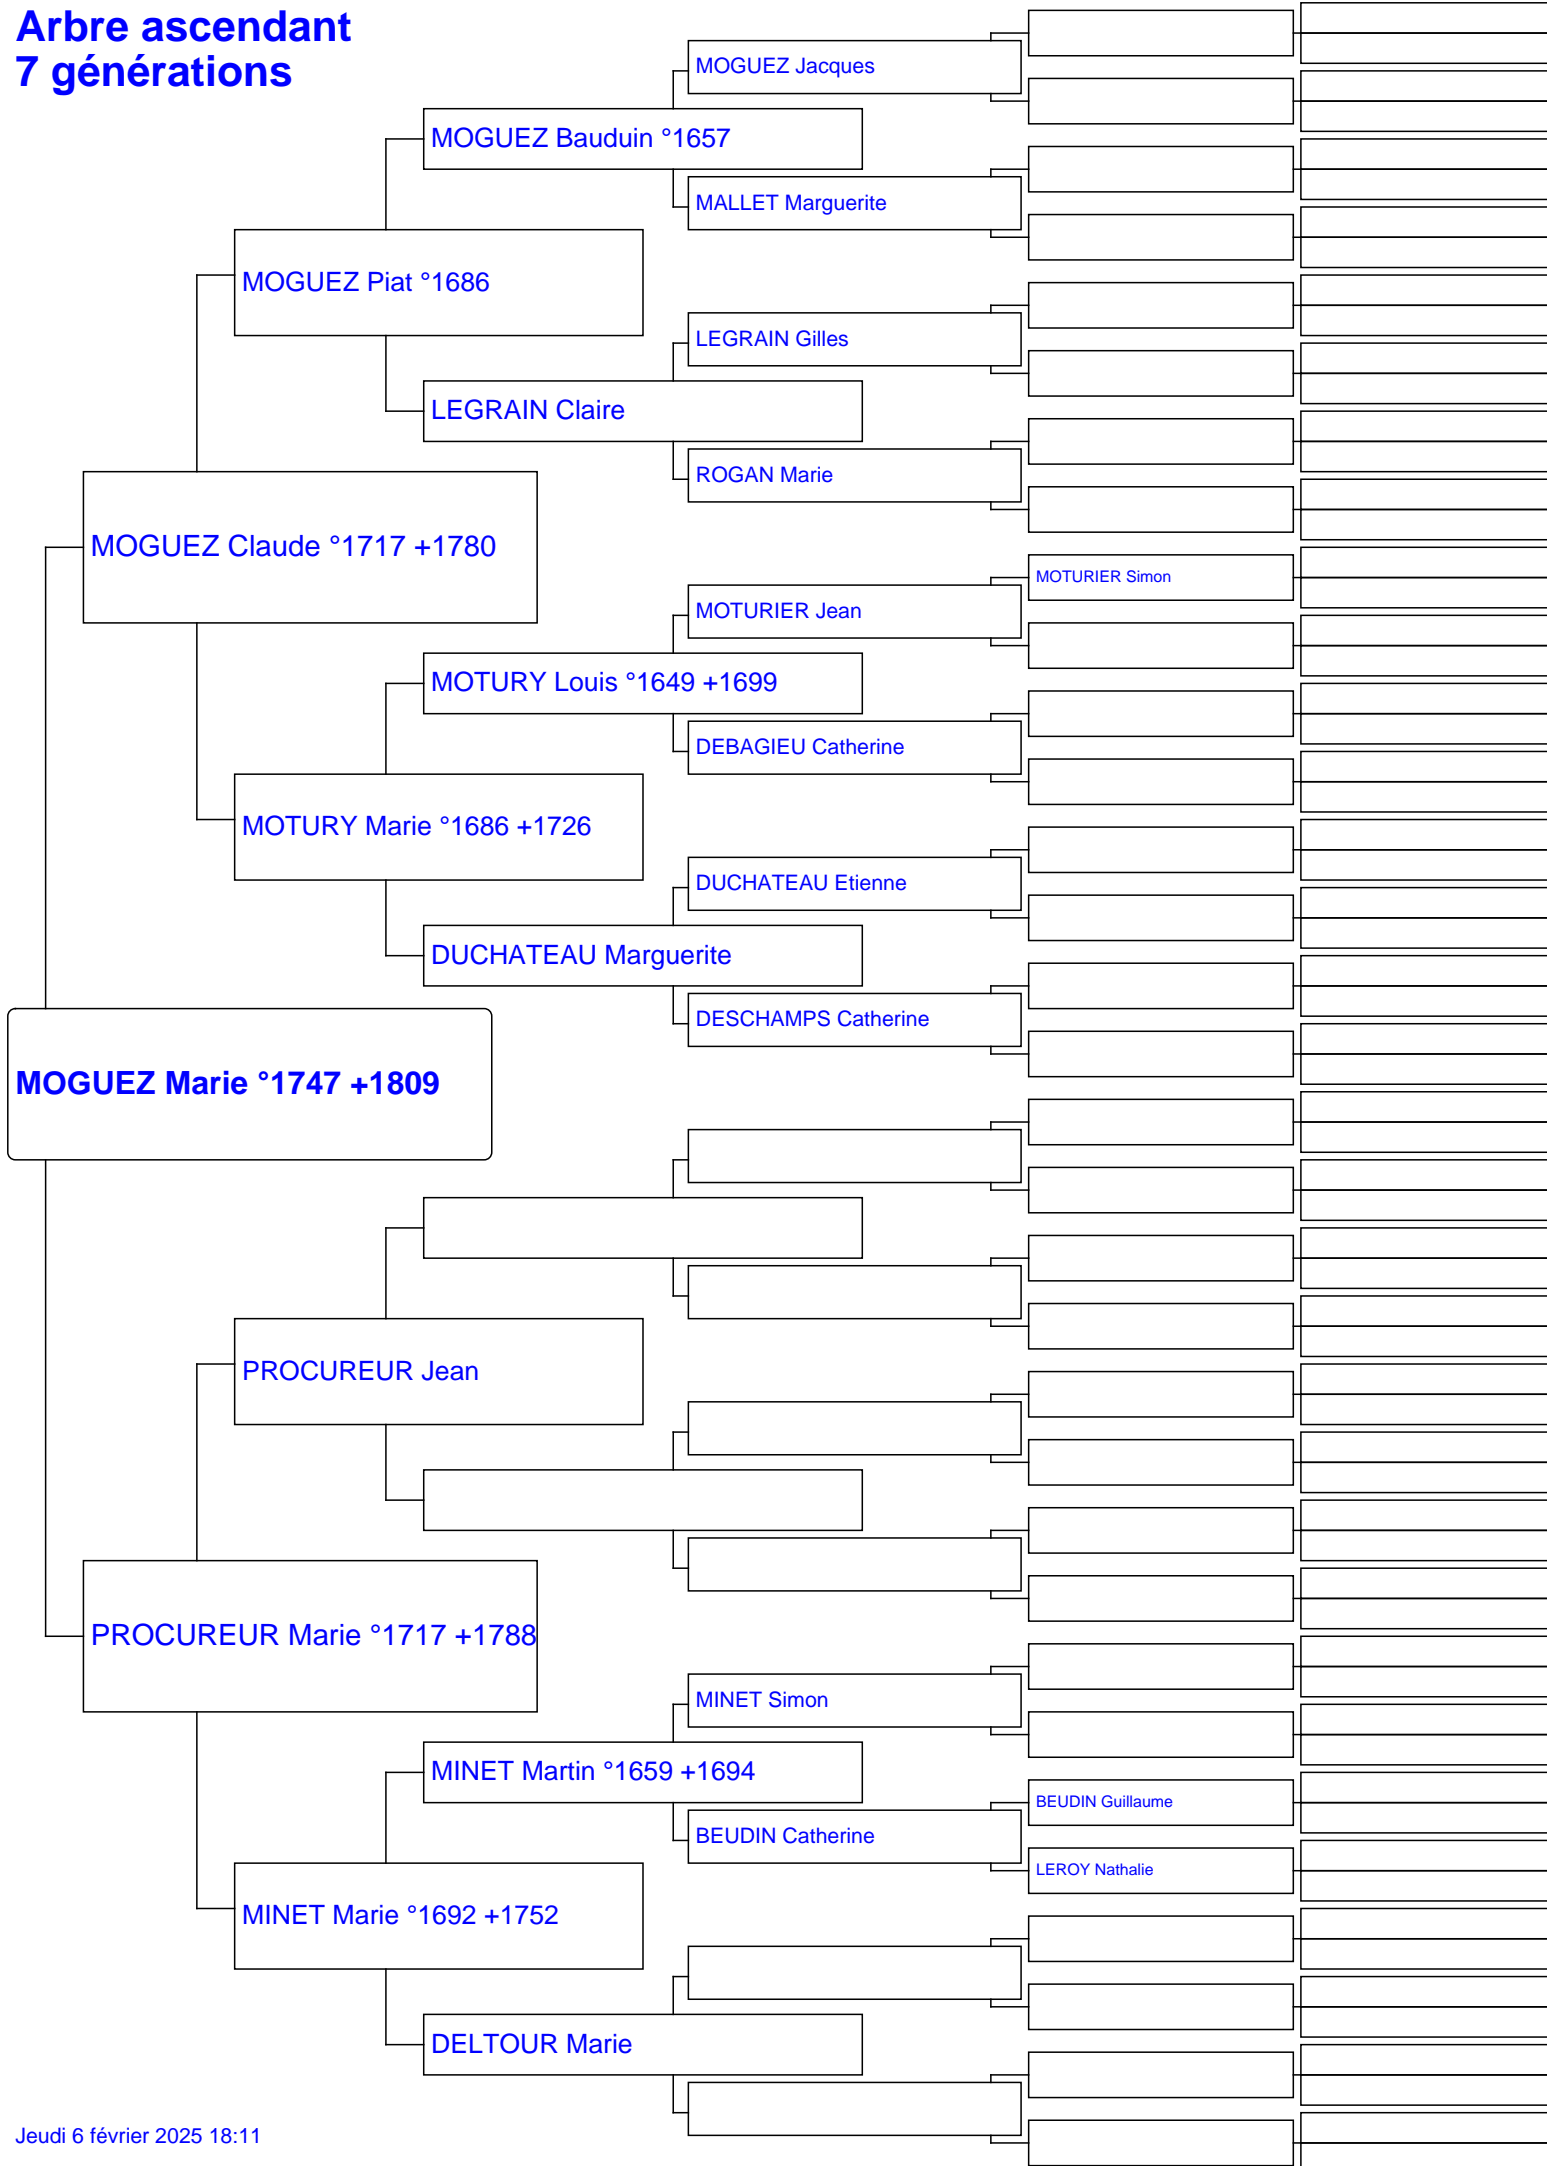 Arbre ascendant
7 générations
MOGUEZ Jacques
MOGUEZ Bauduin °1657
MALLET Marguerite
MOGUEZ Piat °1686
LEGRAIN Gilles
LEGRAIN Claire
ROGAN Marie
MOGUEZ Claude °1717 +1780
MOTURIER Simon
MOTURIER Jean
MOTURY Louis °1649 +1699
DEBAGIEU Catherine
MOTURY Marie °1686 +1726
DUCHATEAU Etienne
DUCHATEAU Marguerite
DESCHAMPS Catherine
MOGUEZ Marie °1747 +1809
PROCUREUR Jean
PROCUREUR Marie °1717 +1788
MINET Simon
MINET Martin °1659 +1694
BEUDIN Guillaume
BEUDIN Catherine
LEROY Nathalie
MINET Marie °1692 +1752
DELTOUR Marie
Jeudi 6 février 2025 18:11